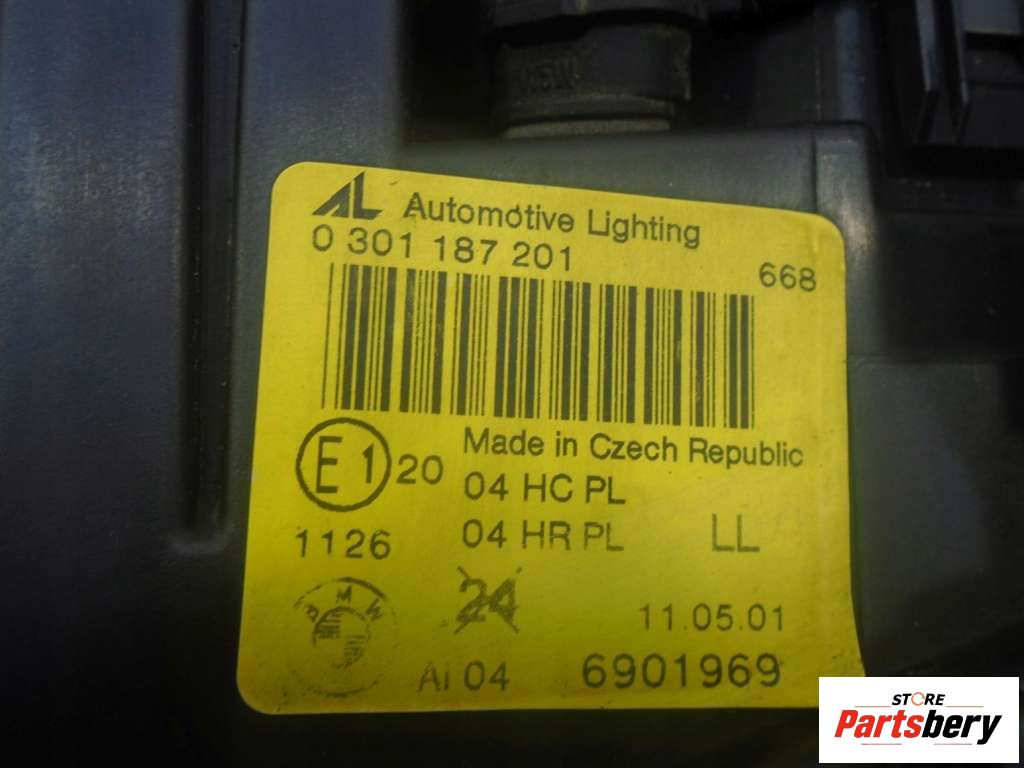 AL Automotive Lighting
0 301 187 201
668
Made in Czech Republic
E1 20
04 HC PL
1126
04 HR PL LL
BMW
24
11.05.01
AI 04
6901969
STORE
Partsbery